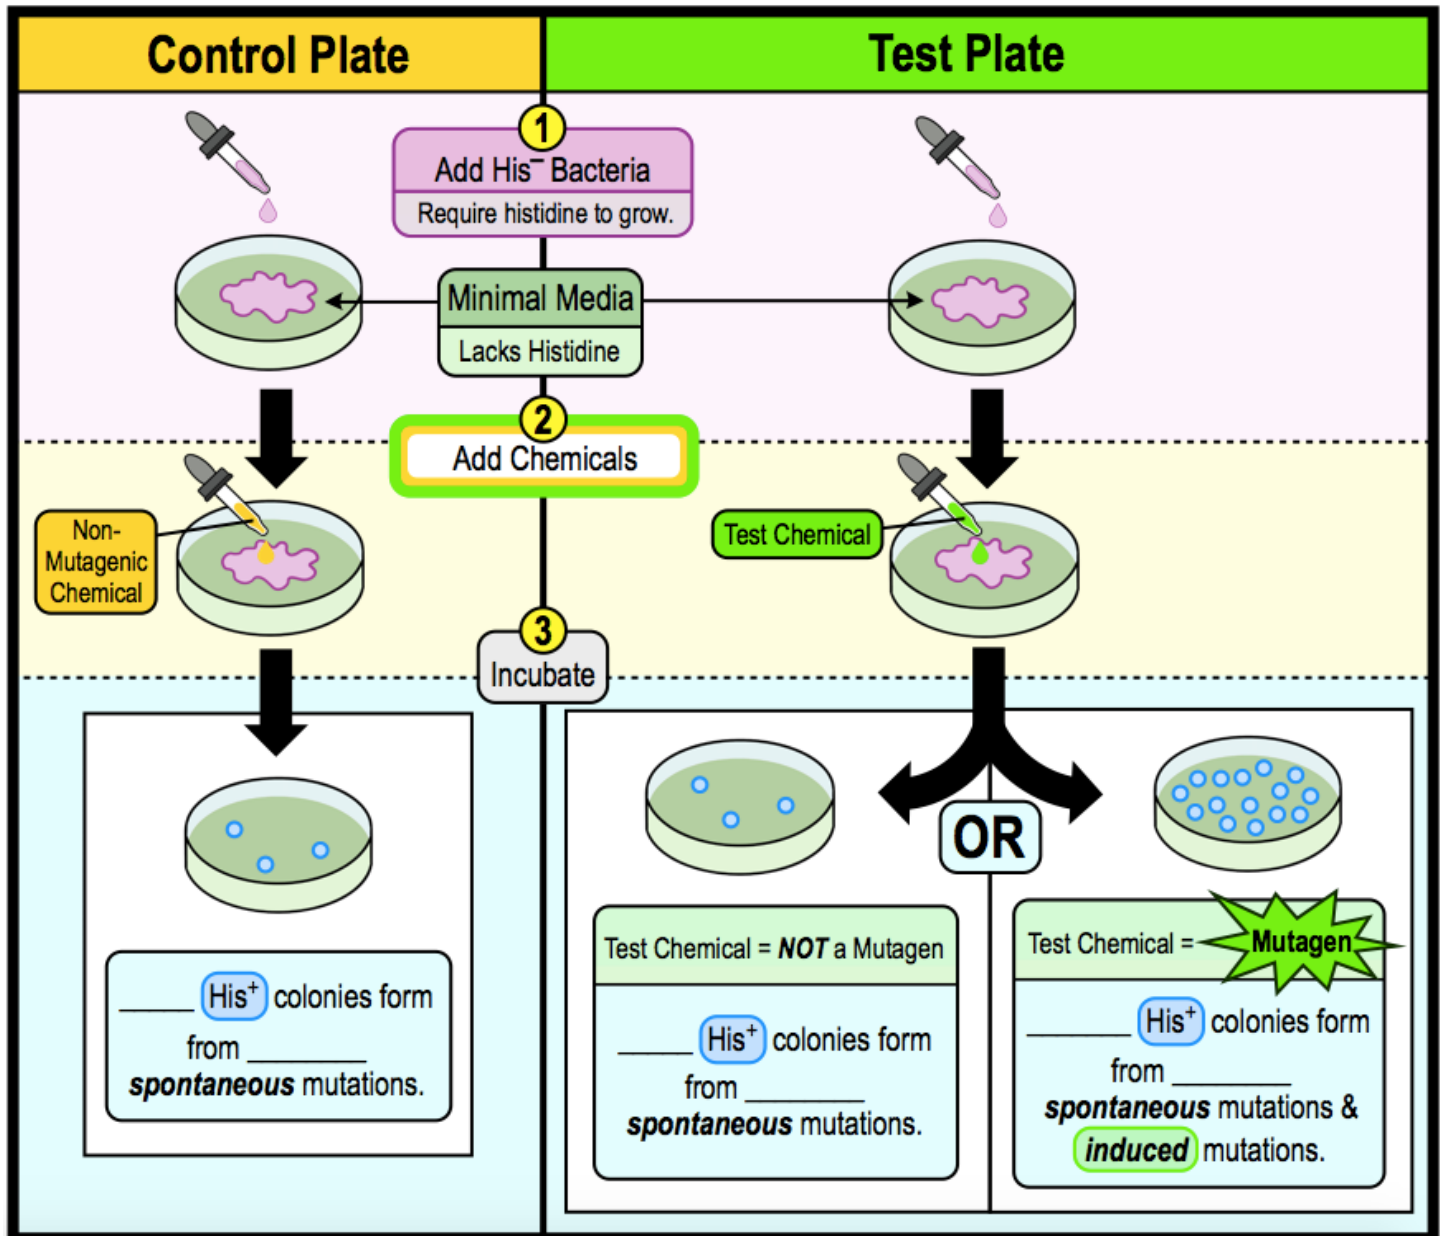 Control Plate
Test Plate
1
Add His⁻ Bacteria
Require histidine to grow.
Minimal Media
Lacks Histidine
2
Add Chemicals
Non-
Mutagenic
Chemical
Test Chemical
3
Incubate
OR
_____ His⁺ colonies form
from ________
spontaneous mutations.
Test Chemical = NOT a Mutagen
_____ His⁺ colonies form
from ________
spontaneous mutations.
Test Chemical = Mutagen
_______ His⁺ colonies form
from ________
spontaneous mutations &
induced mutations.